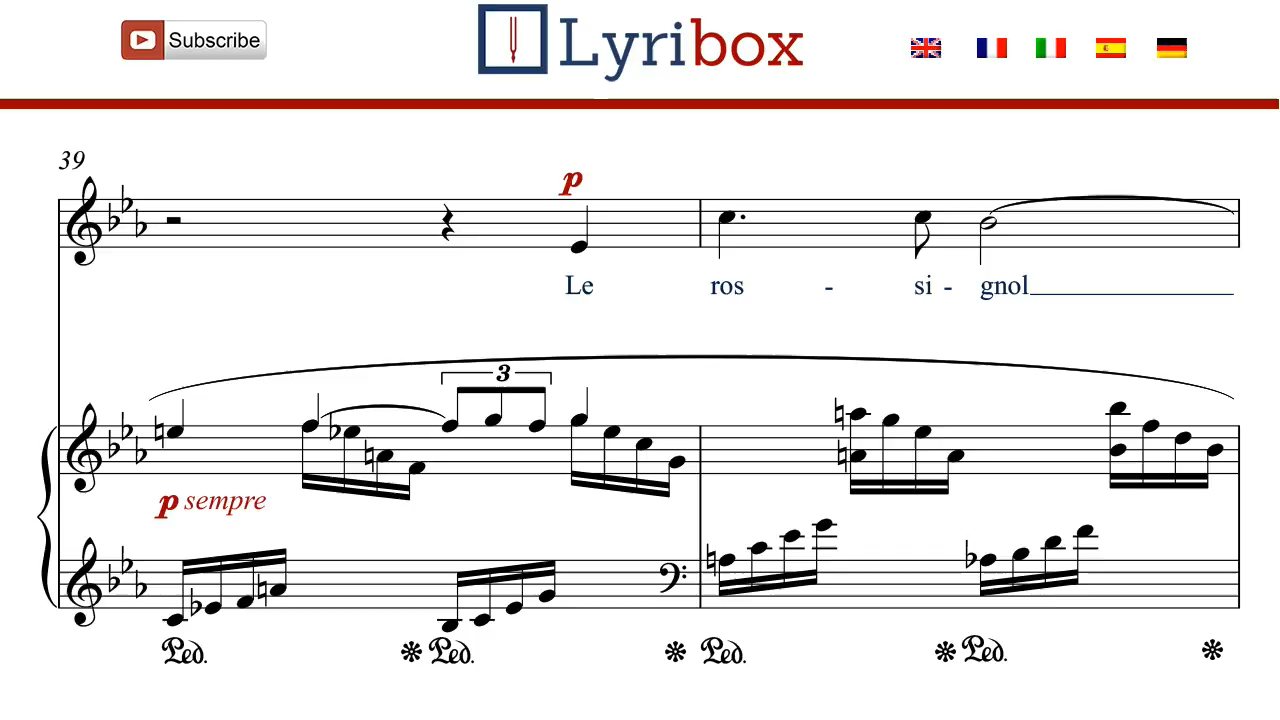 Subscribe
Lyribox
39
p
Le ros - si - gnol
3
p sempre
Ped. * Ped. * Ped. * Ped. *